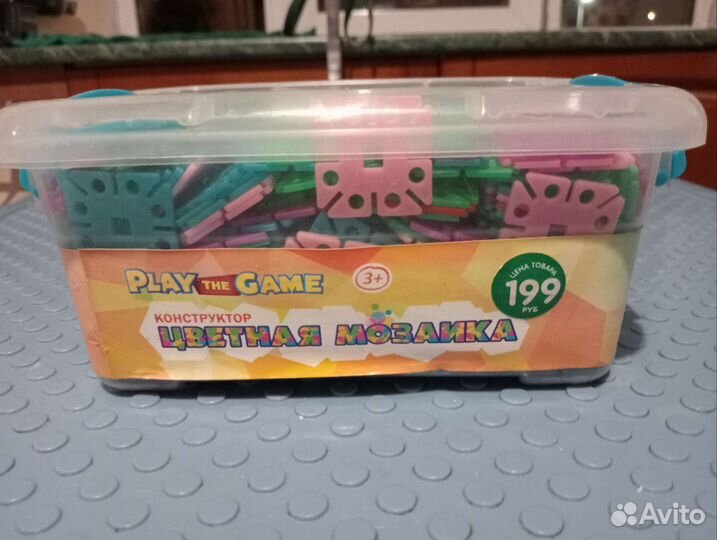 PLAY THE GAME
3+
ЦЕНА ТОВАРА
199
РУБ
КОНСТРУКТОР
ЦВЕТНАЯ МОЗАИКА
Avito